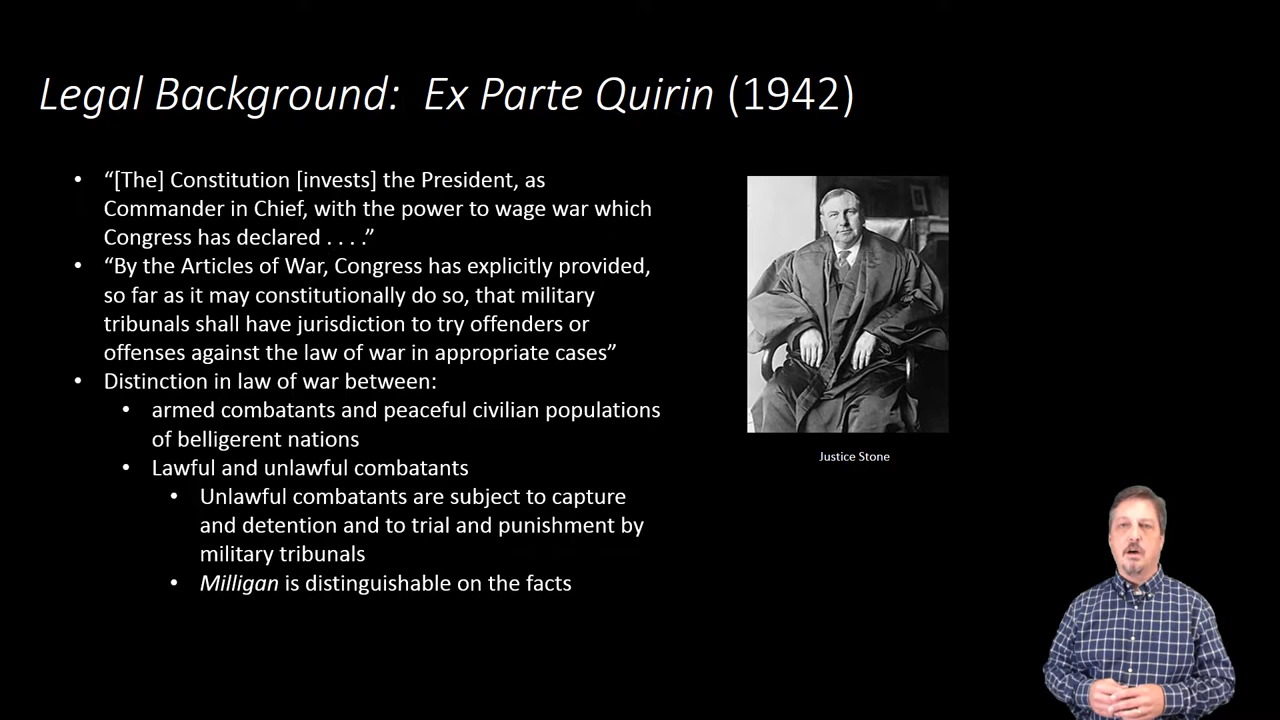 Legal Background:  Ex Parte Quirin (1942)
• “[The] Constitution [invests] the President, as
Commander in Chief, with the power to wage war which
Congress has declared . . . .”
• “By the Articles of War, Congress has explicitly provided,
so far as it may constitutionally do so, that military
tribunals shall have jurisdiction to try offenders or
offenses against the law of war in appropriate cases”
• Distinction in law of war between:
• armed combatants and peaceful civilian populations
of belligerent nations
• Lawful and unlawful combatants
• Unlawful combatants are subject to capture
and detention and to trial and punishment by
military tribunals
• Milligan is distinguishable on the facts
Justice Stone